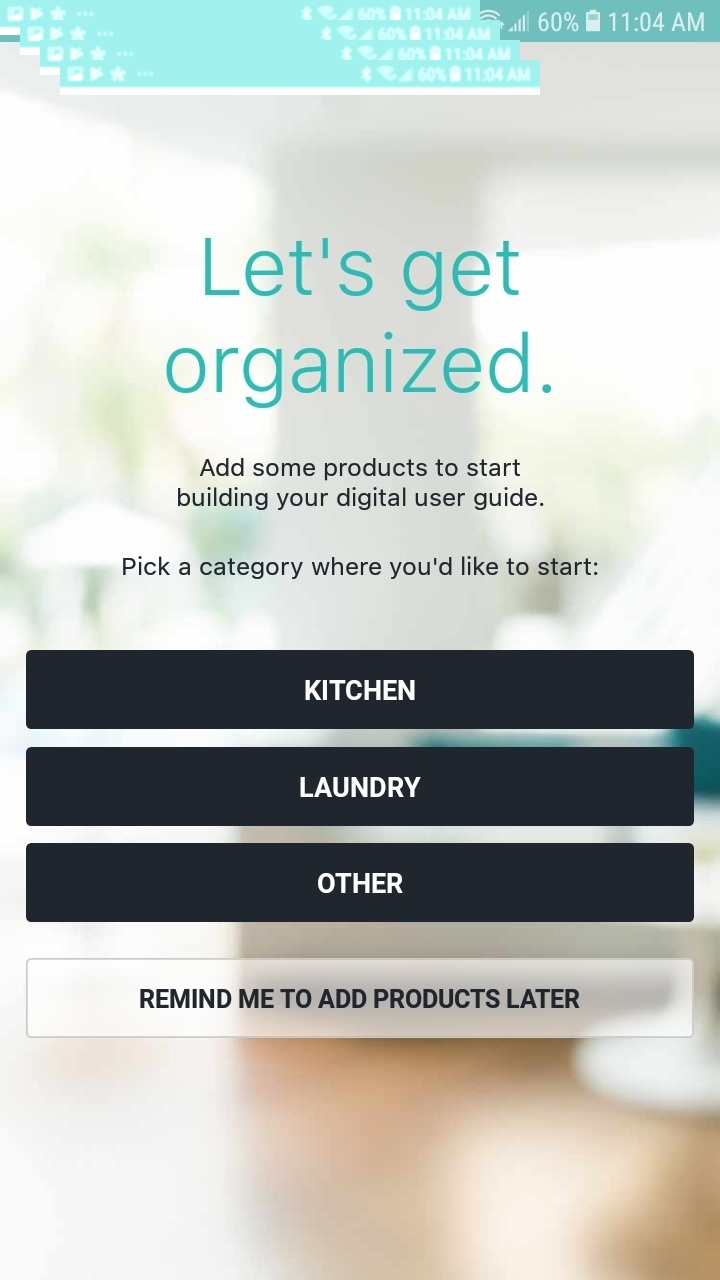 60% 11:04 AM
60% 11:04 AM
60% 11:04 AM
60% 11:04 AM
60% 11:04 AM
Let's get
organized.
Add some products to start
building your digital user guide.
Pick a category where you'd like to start:
KITCHEN
LAUNDRY
OTHER
REMIND ME TO ADD PRODUCTS LATER